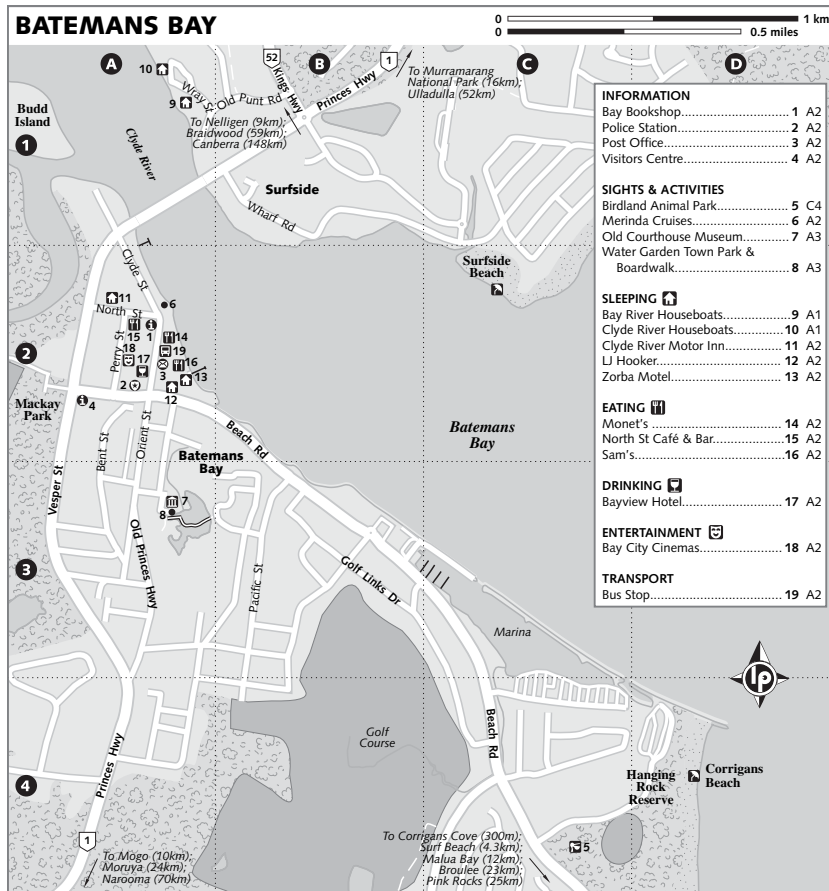 BATEMANS BAY
0 1 km
0 0.5 miles
A
B
C
D
1
2
3
4
10
9
Wray St
Old Punt Rd
52
Kings Hwy
1
Princes Hwy
To Murramarang
National Park (16km);
Ulladulla (52km)
Budd
Island
Clyde River
To Nelligen (9km);
Braidwood (59km);
Canberra (148km)
Surfside
Wharf Rd
Surfside
Beach
Clyde St
11
North St
6
15
1
14
18
17
19
16
Perry St
2
3
13
12
4
Mackay
Park
Orient St
Bent St
Vesper St
Beach Rd
Batemans
Bay
Batemans
Bay
7
8
Old Princes Hwy
Pacific St
Golf Links Dr
Marina
Golf
Course
Beach Rd
Hanging
Rock
Reserve
Corrigans
Beach
Princes Hwy
1
To Mogo (10km);
Moruya (24km);
Narooma (70km)
To Corrigans Cove (300m);
Surf Beach (4.3km);
Malua Bay (12km);
Broulee (23km);
Pink Rocks (25km)
5
lp
INFORMATION
Bay Bookshop 1 A2
Police Station 2 A2
Post Office 3 A2
Visitors Centre 4 A2
SIGHTS & ACTIVITIES
Birdland Animal Park 5 C4
Merinda Cruises 6 A2
Old Courthouse Museum 7 A3
Water Garden Town Park &
Boardwalk 8 A3
SLEEPING
Bay River Houseboats 9 A1
Clyde River Houseboats 10 A1
Clyde River Motor Inn 11 A2
LJ Hooker 12 A2
Zorba Motel 13 A2
EATING
Monet's 14 A2
North St Café & Bar 15 A2
Sam's 16 A2
DRINKING
Bayview Hotel 17 A2
ENTERTAINMENT
Bay City Cinemas 18 A2
TRANSPORT
Bus Stop 19 A2